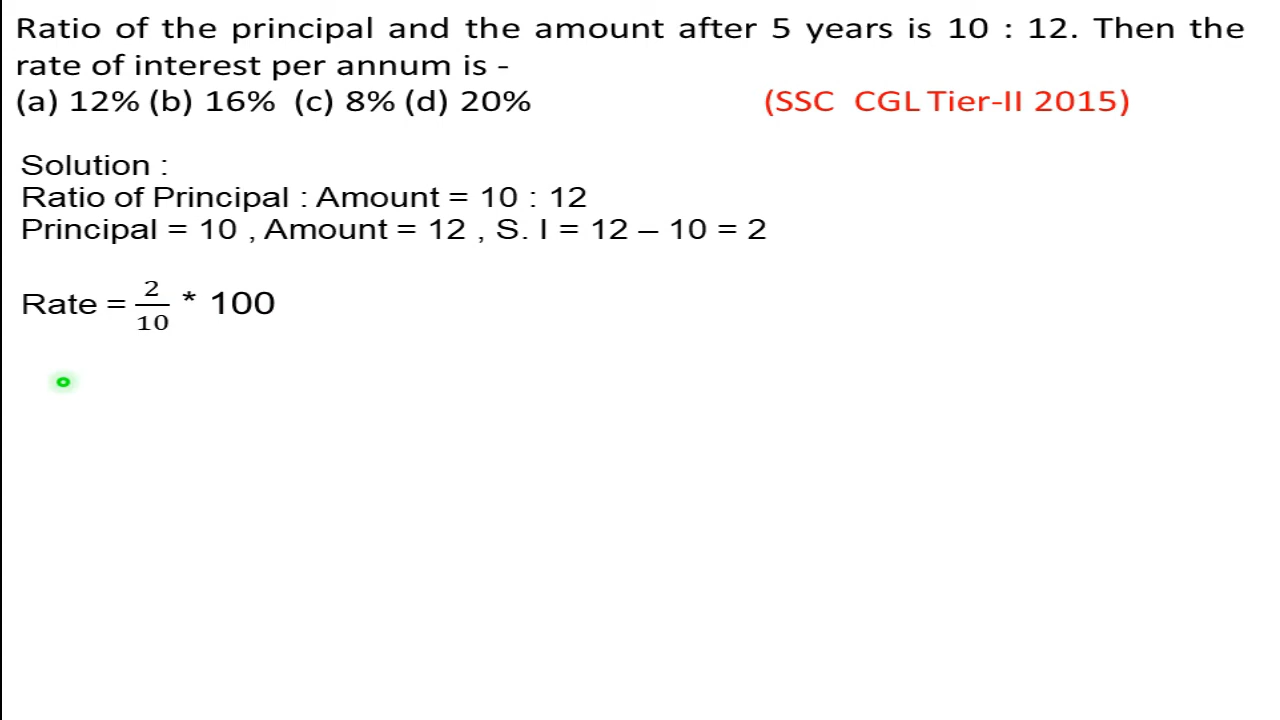 Ratio of the principal and the amount after 5 years is 10 : 12. Then the
rate of interest per annum is -
(a) 12% (b) 16% (c) 8% (d) 20% (SSC CGL Tier-II 2015)
Solution :
Ratio of Principal : Amount = 10 : 12
Principal = 10 , Amount = 12 , S. I = 12 – 10 = 2
Rate = 2/10 * 100